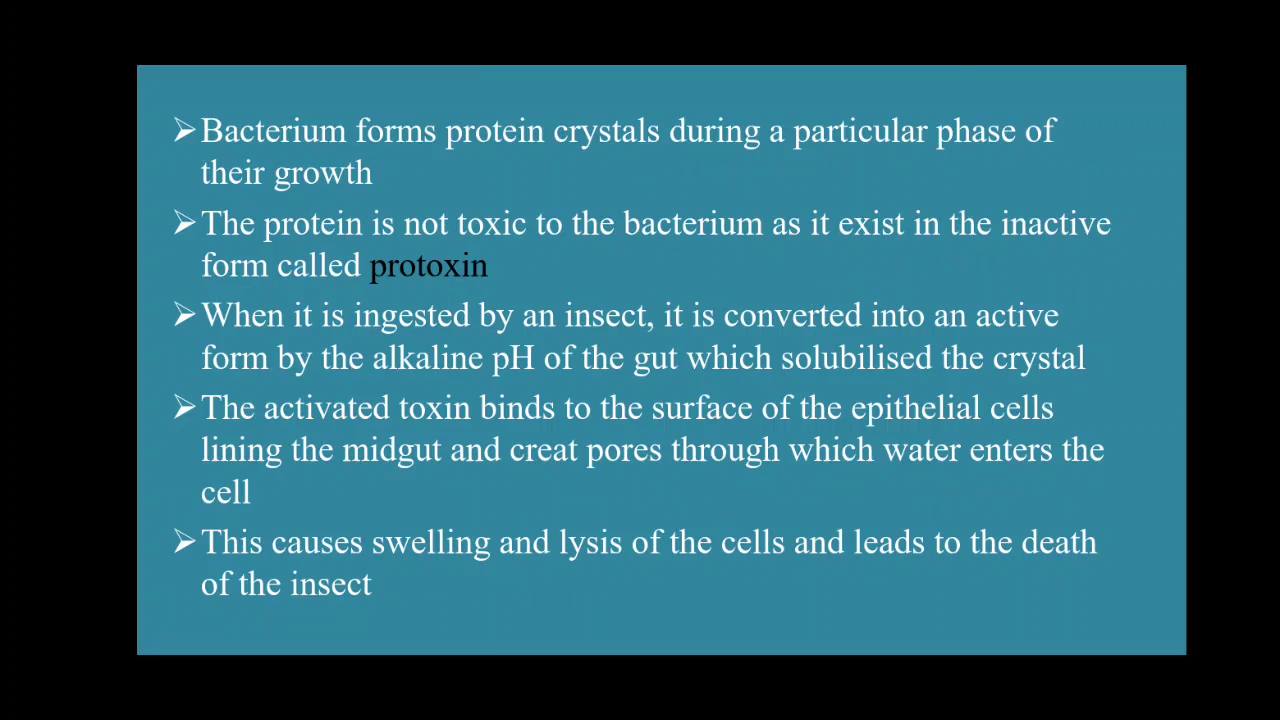 ➢Bacterium forms protein crystals during a particular phase of
their growth
➢The protein is not toxic to the bacterium as it exist in the inactive
form called protoxin
➢When it is ingested by an insect, it is converted into an active
form by the alkaline pH of the gut which solubilised the crystal
➢The activated toxin binds to the surface of the epithelial cells
lining the midgut and creat pores through which water enters the
cell
➢This causes swelling and lysis of the cells and leads to the death
of the insect